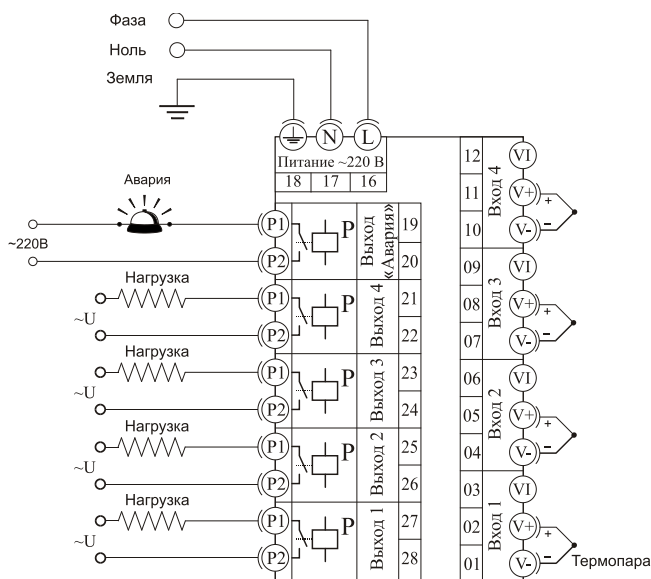 Фаза
Ноль
Земля
N
L
Питание ~220 В
18 17 16
Авария
~220В
P1
P2
P
Выход «Авария»
19
20
Нагрузка
~U
P1
P2
P
Выход 4
21
22
Нагрузка
~U
P1
P2
P
Выход 3
23
24
Нагрузка
~U
P1
P2
P
Выход 2
25
26
Нагрузка
~U
P1
P2
P
Выход 1
27
28
12
11
10
Вход 4
VI
V+
V-
+
–
09
08
07
Вход 3
VI
V+
V-
+
–
06
05
04
Вход 2
VI
V+
V-
+
–
03
02
01
Вход 1
VI
V+
V-
+
–
Термопара